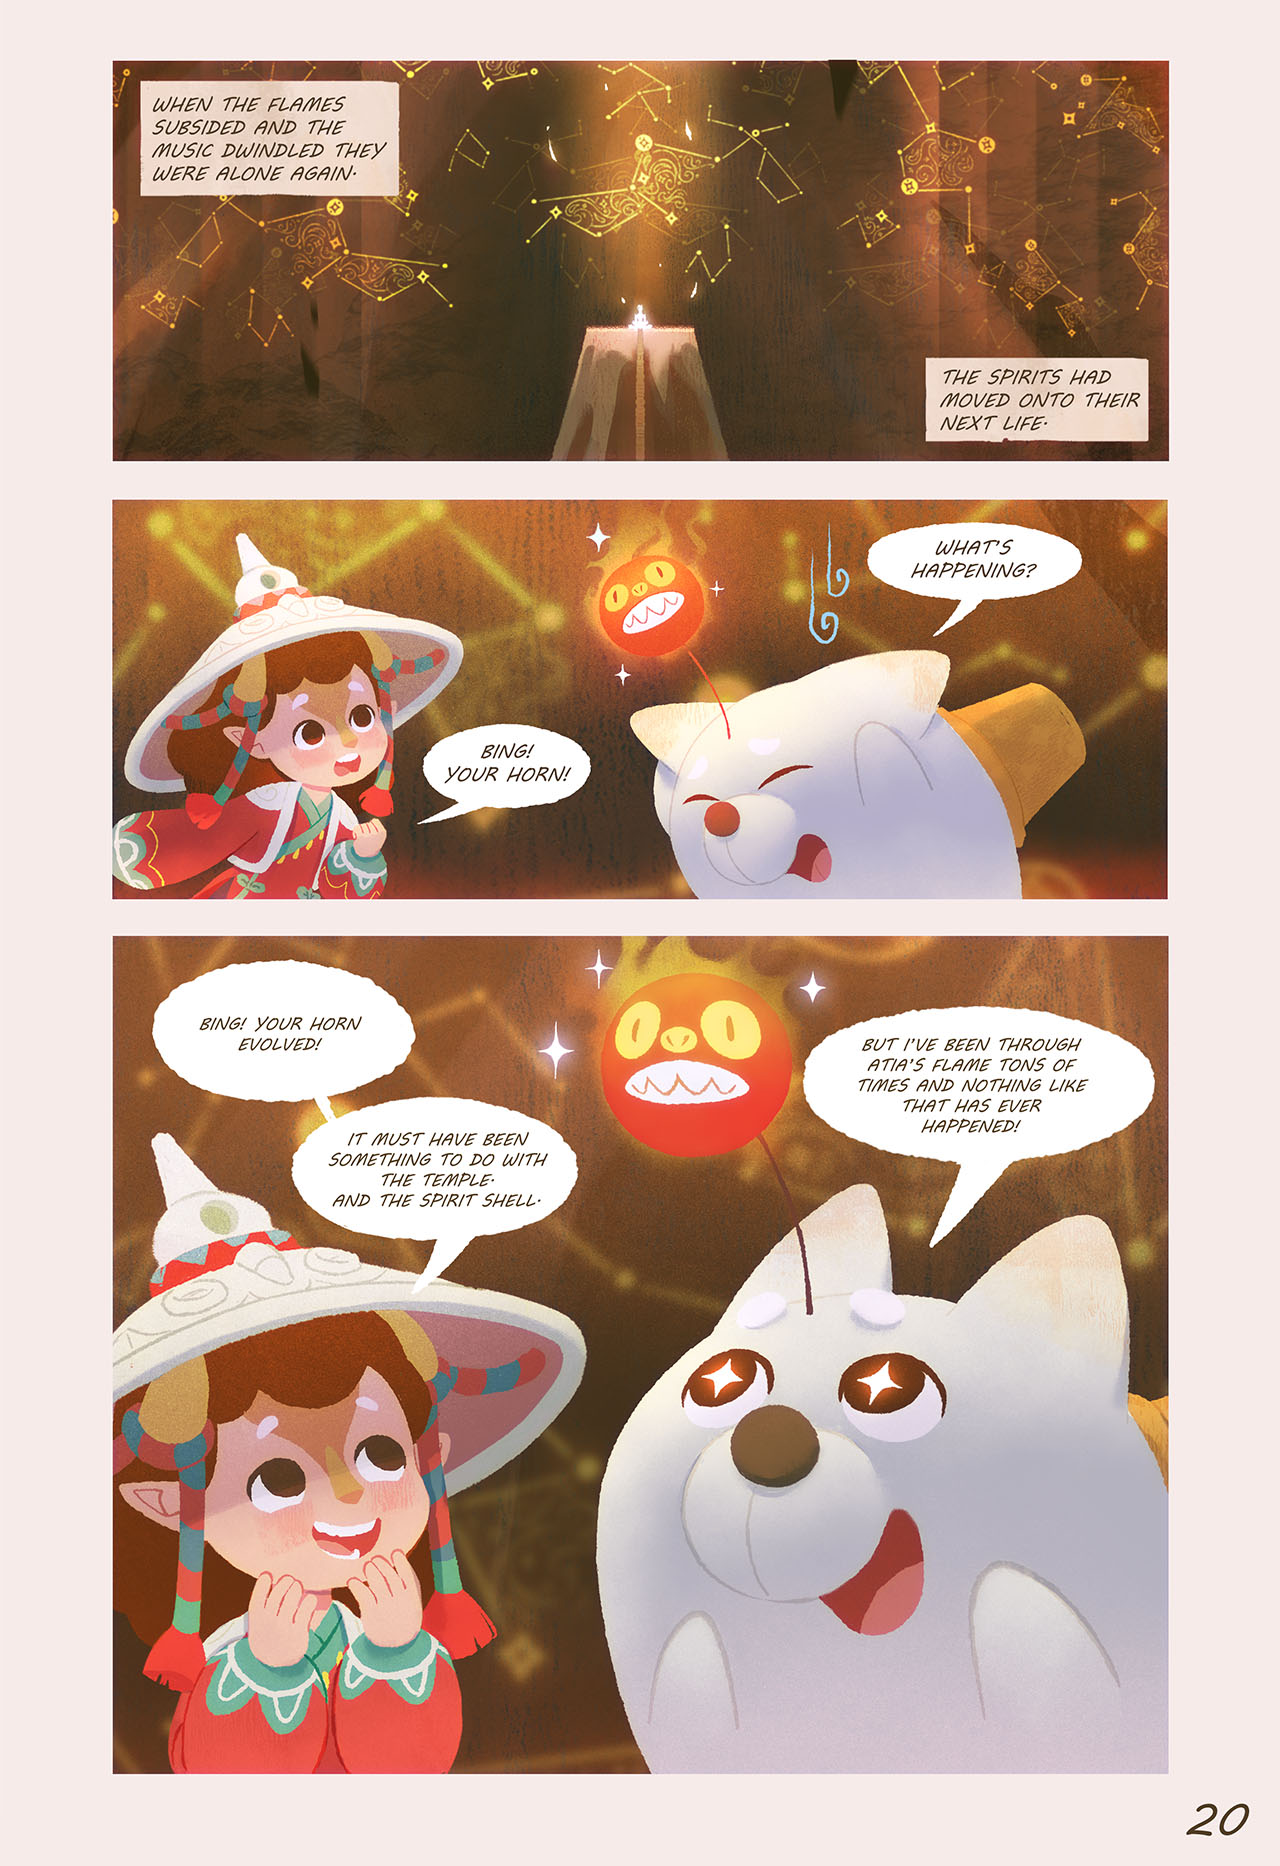 WHEN THE FLAMES
SUBSIDED AND THE
MUSIC DWINDLED THEY
WERE ALONE AGAIN.
THE SPIRITS HAD
MOVED ONTO THEIR
NEXT LIFE.
WHAT'S
HAPPENING?
BING!
YOUR HORN!
BING! YOUR HORN
EVOLVED!
IT MUST HAVE BEEN
SOMETHING TO DO WITH
THE TEMPLE.
AND THE SPIRIT SHELL.
BUT I'VE BEEN THROUGH
ATIA'S FLAME TONS OF
TIMES AND NOTHING LIKE
THAT HAS EVER
HAPPENED!
20